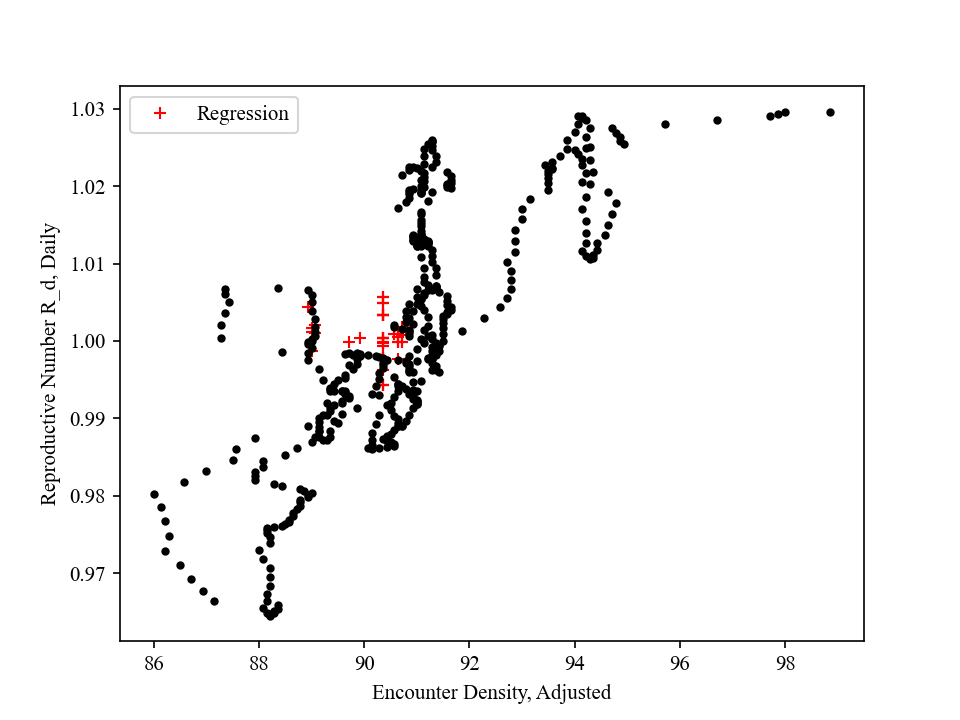 Regression
1.03
1.02
1.01
1.00
0.99
0.98
0.97
Reproductive Number R_d, Daily
86 88 90 92 94 96 98
Encounter Density, Adjusted